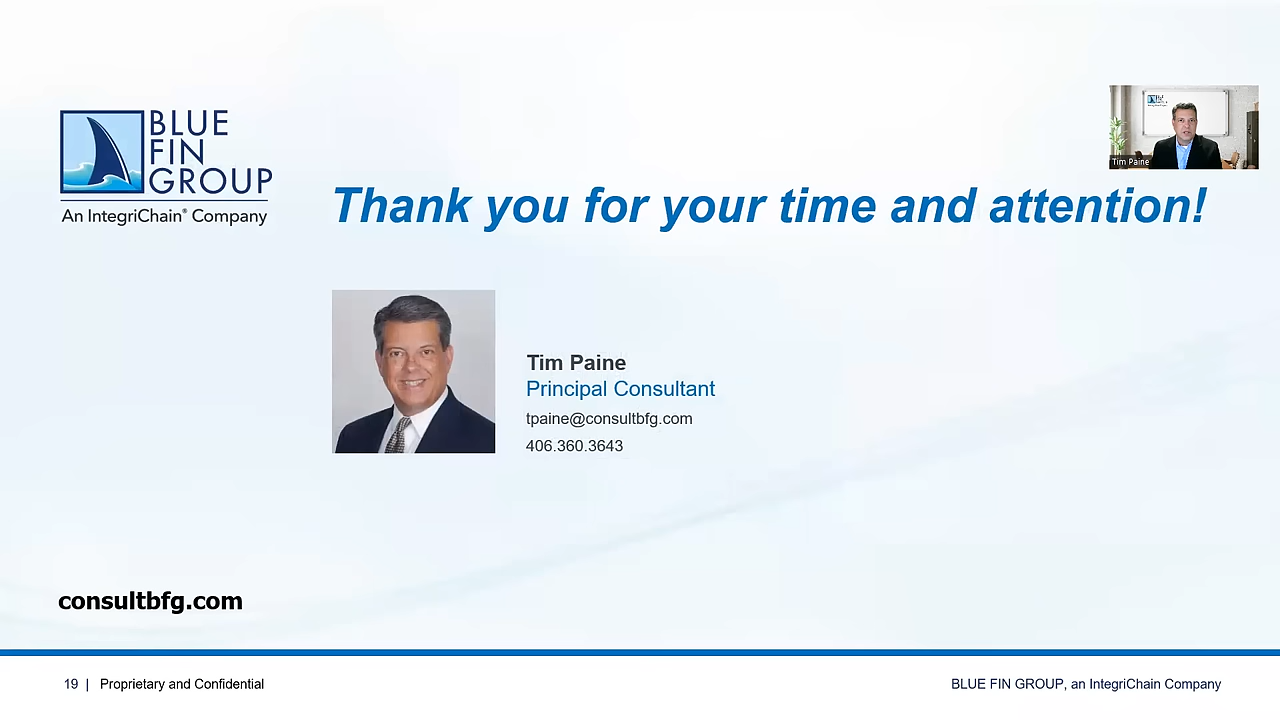 BLUE
FIN
GROUP
An IntegriChain® Company
Tim Paine
Thank you for your time and attention!
Tim Paine
Principal Consultant
tpaine@consultbfg.com
406.360.3643
consultbfg.com
19 | Proprietary and Confidential
BLUE FIN GROUP, an IntegriChain Company